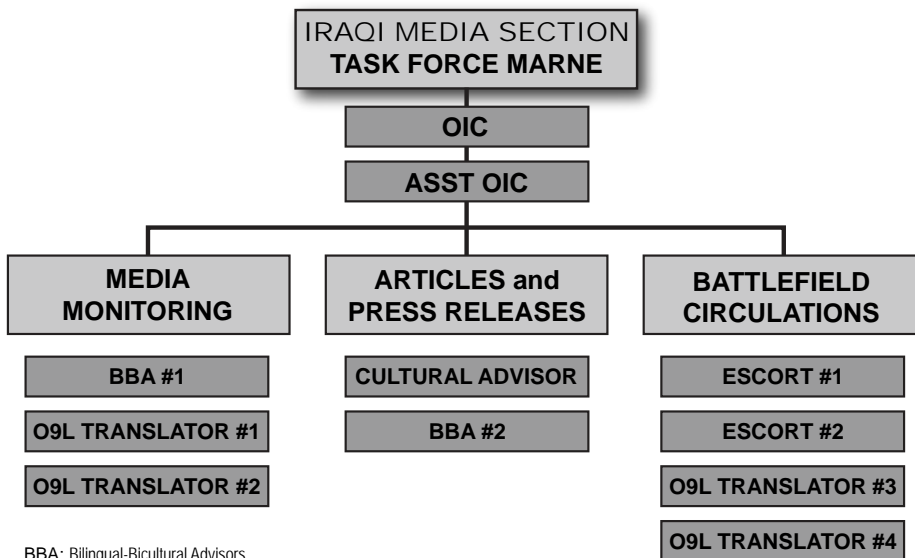 IRAQI MEDIA SECTION
TASK FORCE MARNE
OIC
ASST OIC
MEDIA
MONITORING
BBA #1
O9L TRANSLATOR #1
O9L TRANSLATOR #2
ARTICLES and
PRESS RELEASES
CULTURAL ADVISOR
BBA #2
BATTLEFIELD
CIRCULATIONS
ESCORT #1
ESCORT #2
O9L TRANSLATOR #3
O9L TRANSLATOR #4
BBA: Bilingual-Bicultural Advisors